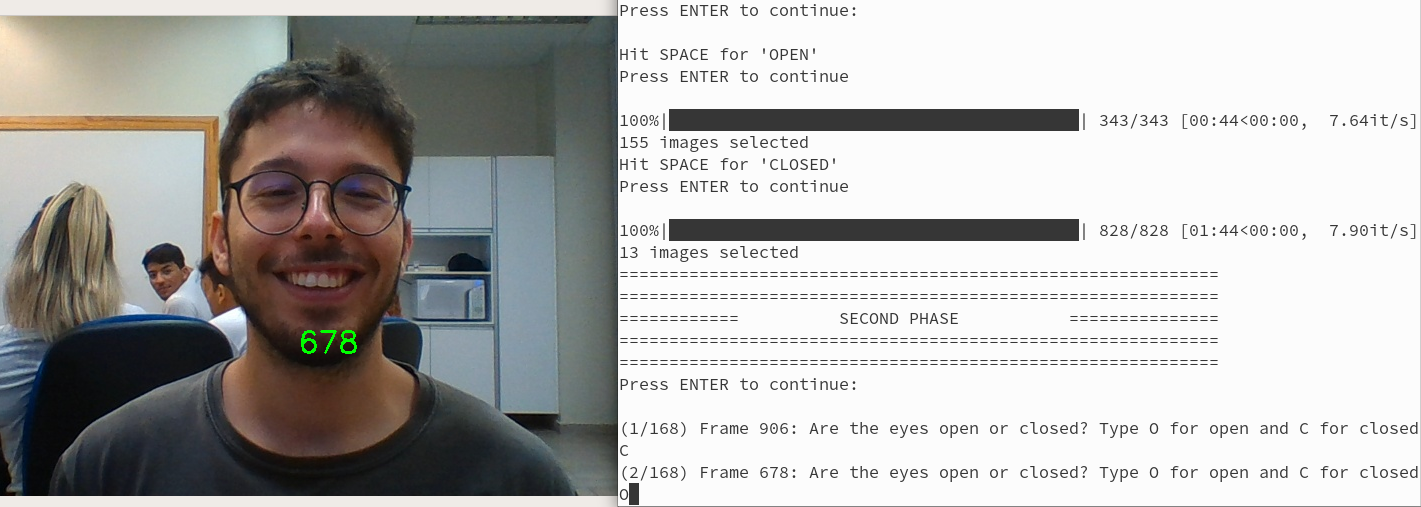 678
Press ENTER to continue:
Hit SPACE for 'OPEN'
Press ENTER to continue
100%| | 343/343 [00:44<00:00, 7.64it/s]
155 images selected
Hit SPACE for 'CLOSED'
Press ENTER to continue
100%| | 828/828 [01:44<00:00, 7.90it/s]
13 images selected
============================================================
============================================================
============ SECOND PHASE ===============
============================================================
============================================================
Press ENTER to continue:
(1/168) Frame 906: Are the eyes open or closed? Type O for open and C for closed
C
(2/168) Frame 678: Are the eyes open or closed? Type O for open and C for closed
O